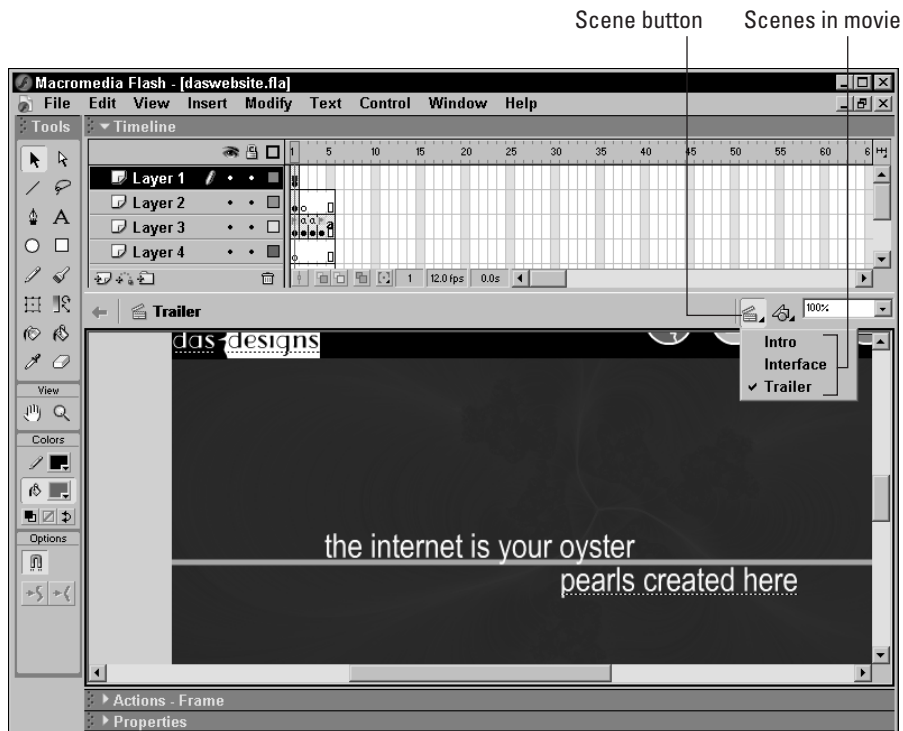 Scene button Scenes in movie
Macromedia Flash - [daswebsite.fla]
File Edit View Insert Modify Text Control Window Help
Tools
Timeline
1 5 10 15 20 25 30 35 40 45 50 55 60 6
Layer 1
Layer 2
Layer 3
a a a
Layer 4
1 12.0 fps 0.0s
Trailer
100%
Intro
Interface
Trailer
das designs
A
View
Colors
Options
the internet is your oyster
pearls created here
Actions - Frame
Properties